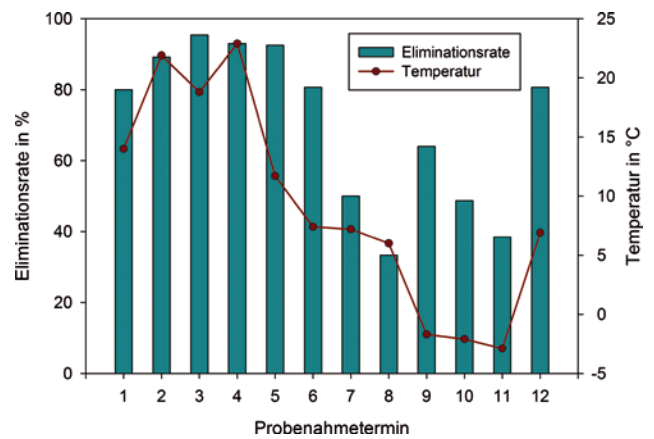 Eliminationsrate in %
100
80
60
40
20
0
Eliminationsrate
Temperatur
25
20
15
10
5
0
-5
Temperatur in °C
1 2 3 4 5 6 7 8 9 10 11 12
Probenahmetermin